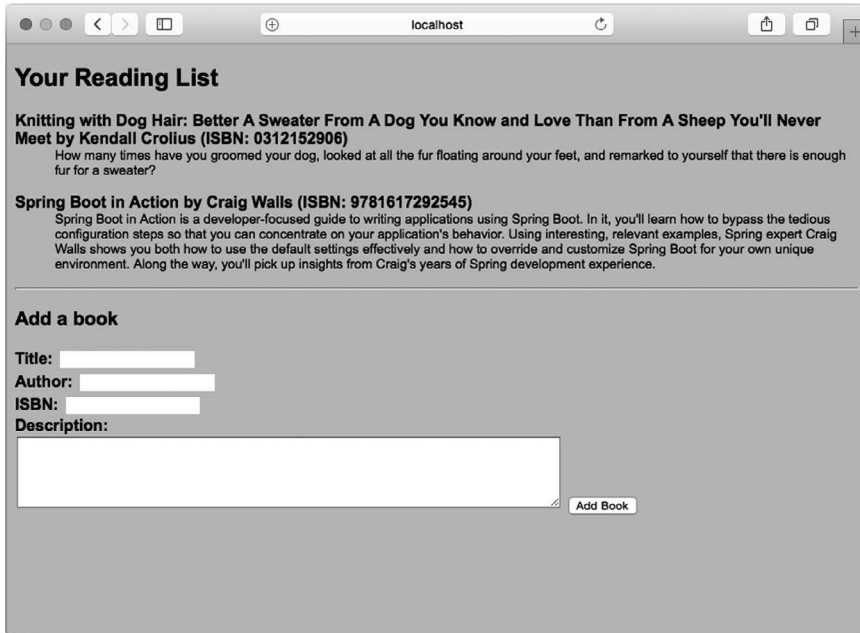 localhost
Your Reading List
Knitting with Dog Hair: Better A Sweater From A Dog You Know and Love Than From A Sheep You'll Never
Meet by Kendall Crolius (ISBN: 0312152906)
How many times have you groomed your dog, looked at all the fur floating around your feet, and remarked to yourself that there is enough
fur for a sweater?
Spring Boot in Action by Craig Walls (ISBN: 9781617292545)
Spring Boot in Action is a developer-focused guide to writing applications using Spring Boot. In it, you'll learn how to bypass the tedious
configuration steps so that you can concentrate on your application's behavior. Using interesting, relevant examples, Spring expert Craig
Walls shows you both how to use the default settings effectively and how to override and customize Spring Boot for your own unique
environment. Along the way, you'll pick up insights from Craig's years of Spring development experience.
Add a book
Title:
Author:
ISBN:
Description:
Add Book